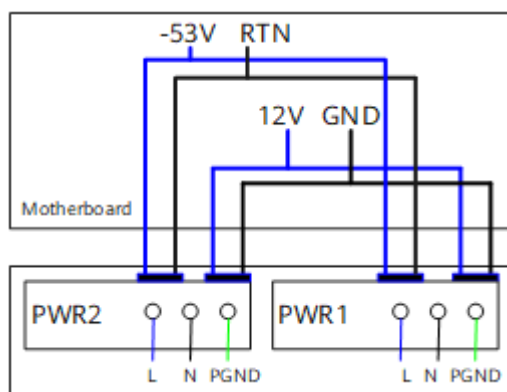 -53V RTN
12V GND
Motherboard
PWR2 PWR1
L N PGND L N PGND